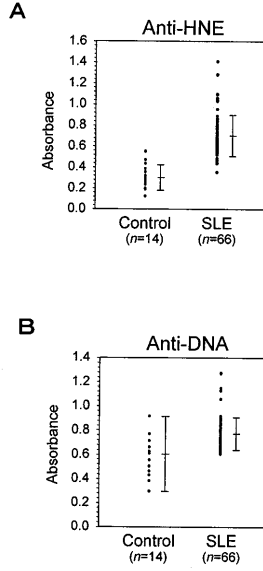 A
Anti-HNE
1.6
1.4
1.2
1.0
0.8
0.6
0.4
0.2
0.0
Absorbance
Control SLE
(n=14) (n=66)
B
Anti-DNA
1.4
1.2
1.0
0.8
0.6
0.4
0.2
0.0
Absorbance
Control SLE
(n=14) (n=66)